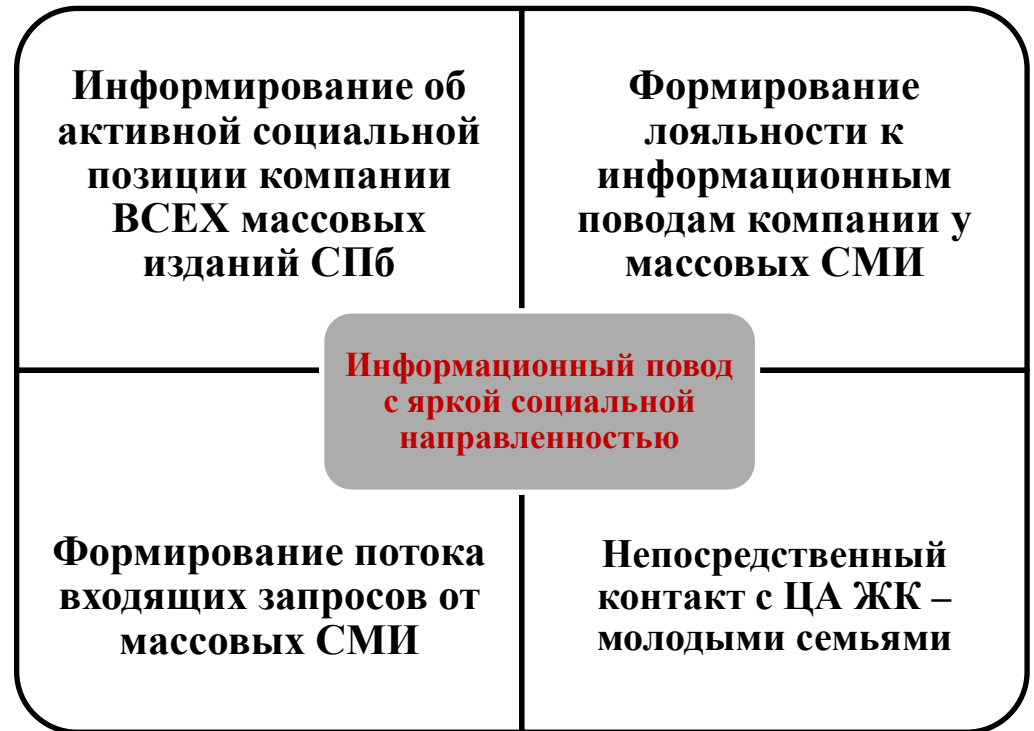 Информирование об
активной социальной
позиции компании
ВСЕХ массовых
изданий СПб
Формирование
лояльности к
информационным
поводам компании у
массовых СМИ
Информационный повод
с яркой социальной
направленностью
Формирование потока
входящих запросов от
массовых СМИ
Непосредственный
контакт с ЦА ЖК –
молодыми семьями